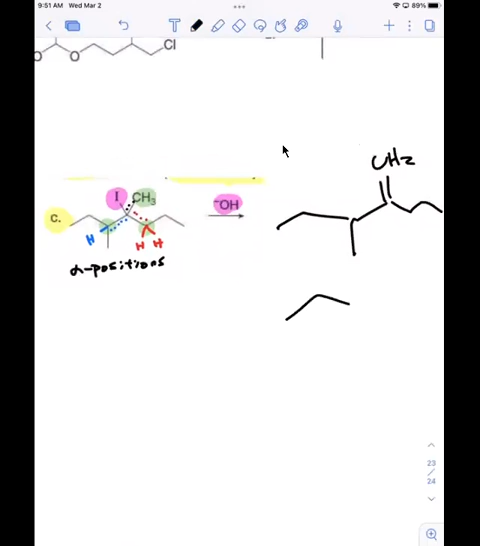 9:51 AM Wed Mar 2
89%
Cl
O
O
CH2
I CH3
-OH
c.
H
H H
α-positions
23
/
24